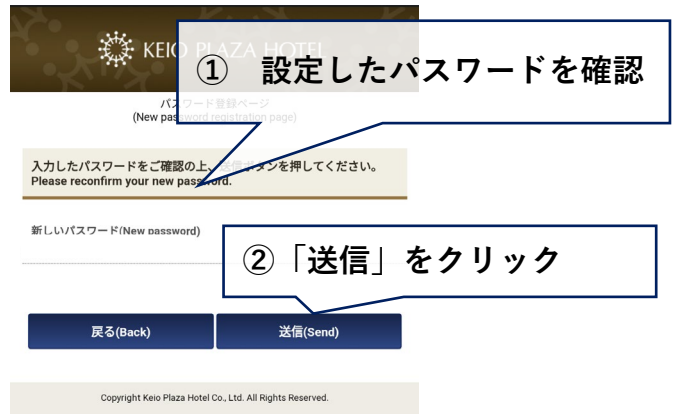 KEIO PLAZA HOTEL
① 設定したパスワードを確認
パスワード登録ページ
(New password registration page)
入力したパスワードをご確認の上、送信ボタンを押してください。
Please reconfirm your new password.
新しいパスワード(New password)
②「送信」をクリック
戻る(Back)
送信(Send)
Copyright Keio Plaza Hotel Co., Ltd. All Rights Reserved.